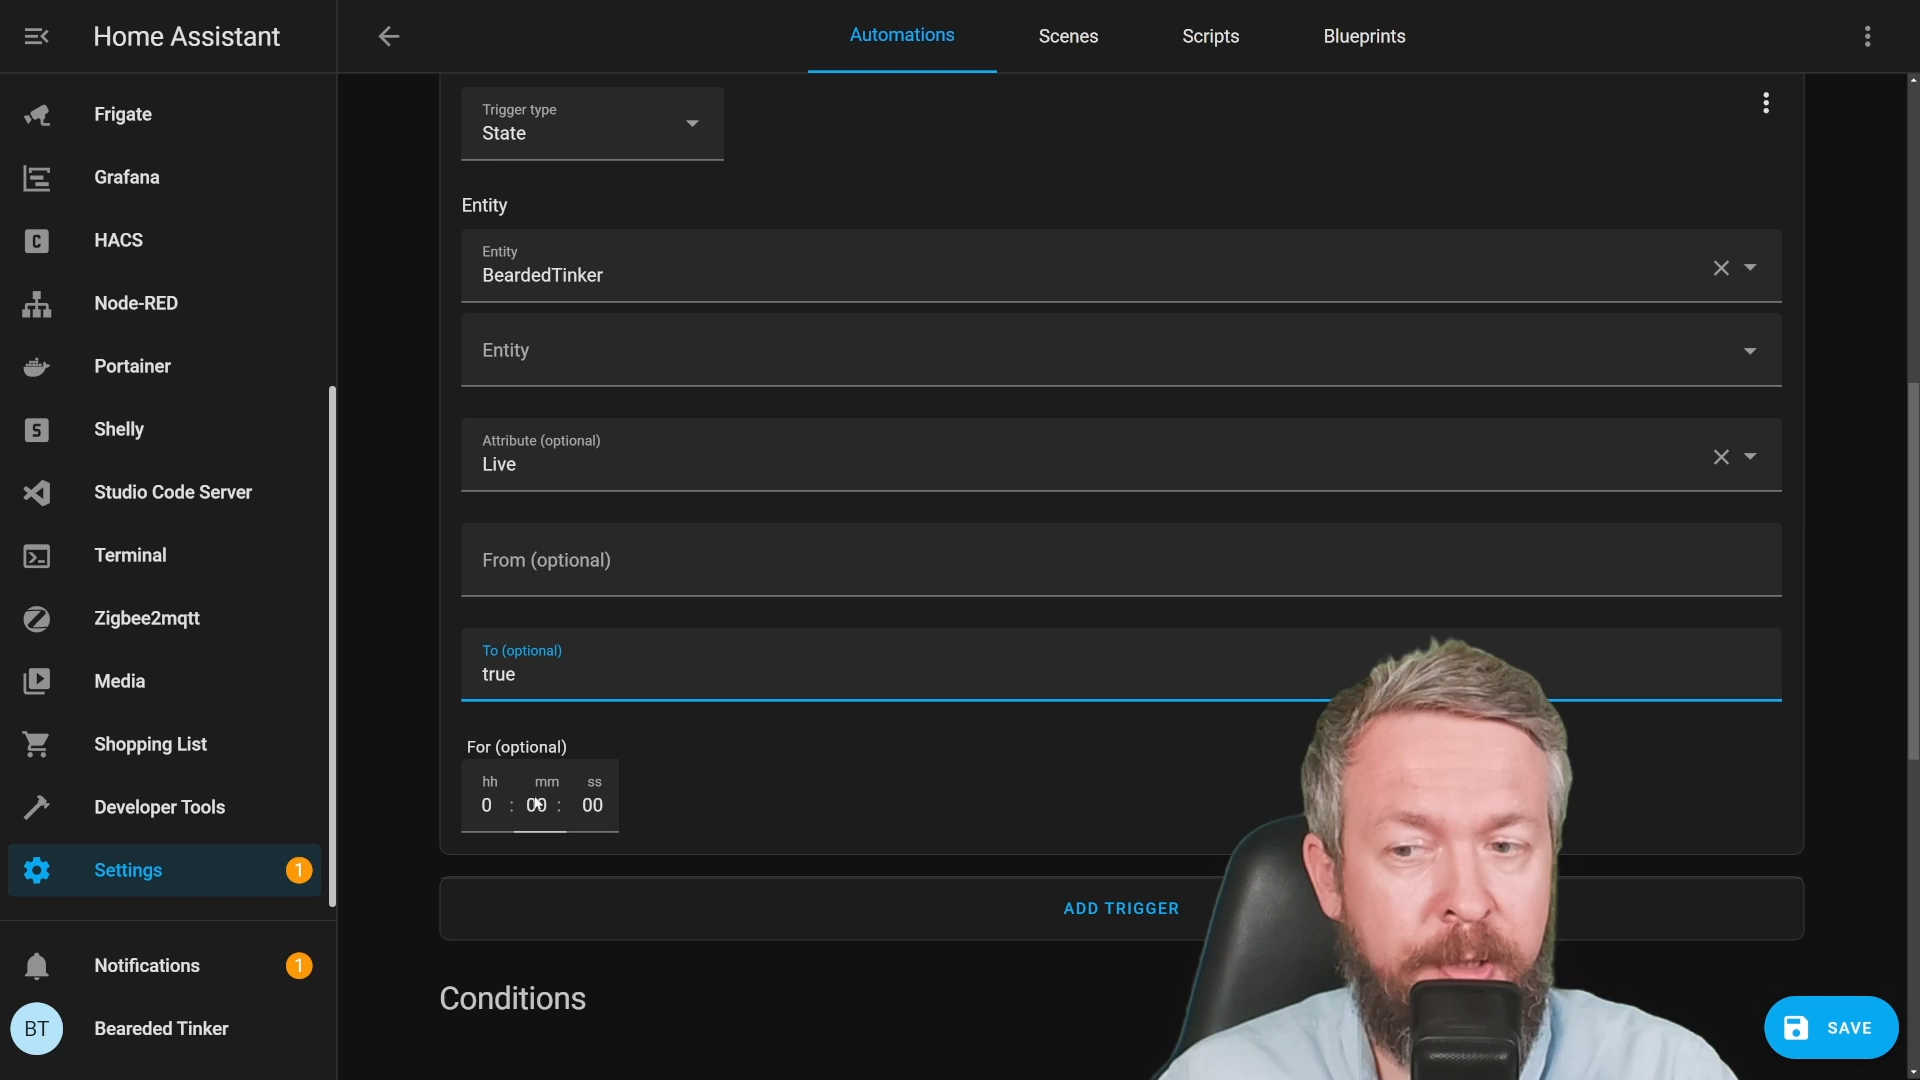 Home Assistant
Automations
Scenes
Scripts
Blueprints
Frigate
Grafana
HACS
Node-RED
Portainer
Shelly
Studio Code Server
Terminal
Zigbee2mqtt
Media
Shopping List
Developer Tools
Settings 1
Notifications 1
BT Beareded Tinker
Trigger type
State
Entity
Entity
BeardedTinker
Entity
Attribute (optional)
Live
From (optional)
To (optional)
true
For (optional)
hh mm ss
0 : 00 : 00
ADD TRIGGER
Conditions
SAVE